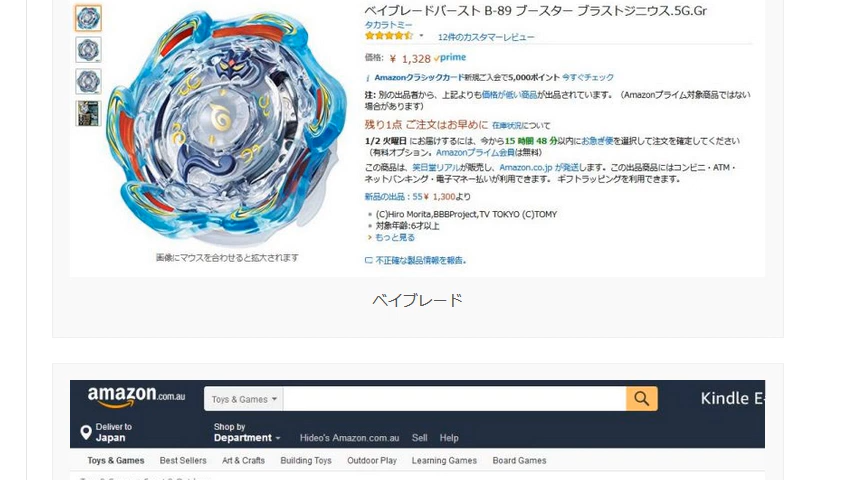 ベイブレードバースト B-89 ブースター ブラストジニウス.5G.Gr
タカラトミー
12件のカスタマーレビュー
価格: ¥ 1,328 prime
Amazonクラシックカード新規ご入会で5,000ポイント 今すぐチェック
注: 別の出品者から、上記よりも価格が低い商品が出品されています。 (Amazonプライム対象商品ではない
場合があります)
残り1点 ご注文はお早めに 在庫状況について
1/2 火曜日 にお届けするには、今から15 時間 48 分以内にお急ぎ便を選択して注文を確定してください
(有料オプション。Amazonプライム会員は無料)
この商品は、笑日堂リアルが販売し、Amazon.co.jp が発送します。この出品商品にはコンビニ・ATM・
ネットバンキング・電子マネー払いが利用できます。 ギフトラッピングを利用できます。
新品の出品:55¥ 1,300より
(C)Hiro Morita,BBBProject,TV TOKYO (C)TOMY
対象年齢:6才以上
もっと見る
画像にマウスを合わせると拡大されます
不正確な製品情報を報告。
ベイブレード
amazon.com.au
Toys & Games
Kindle E-
Deliver to
Japan
Shop by
Department
Hideo's Amazon.com.au Sell Help
Toys & Games Best Sellers Art & Crafts Building Toys Outdoor Play Learning Games Board Games